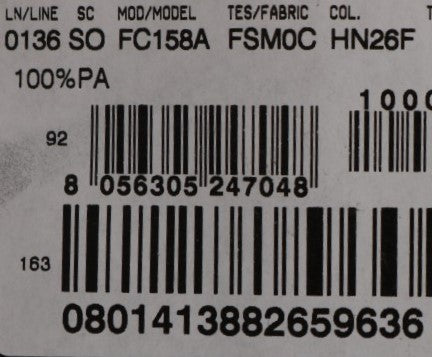 LN/LINE SC MOD/MODEL TES/FABRIC COL. T
0136 SO FC158A FSM0C HN26F
100%PA
1000
92
8 056305 247048
163
0801413882659636